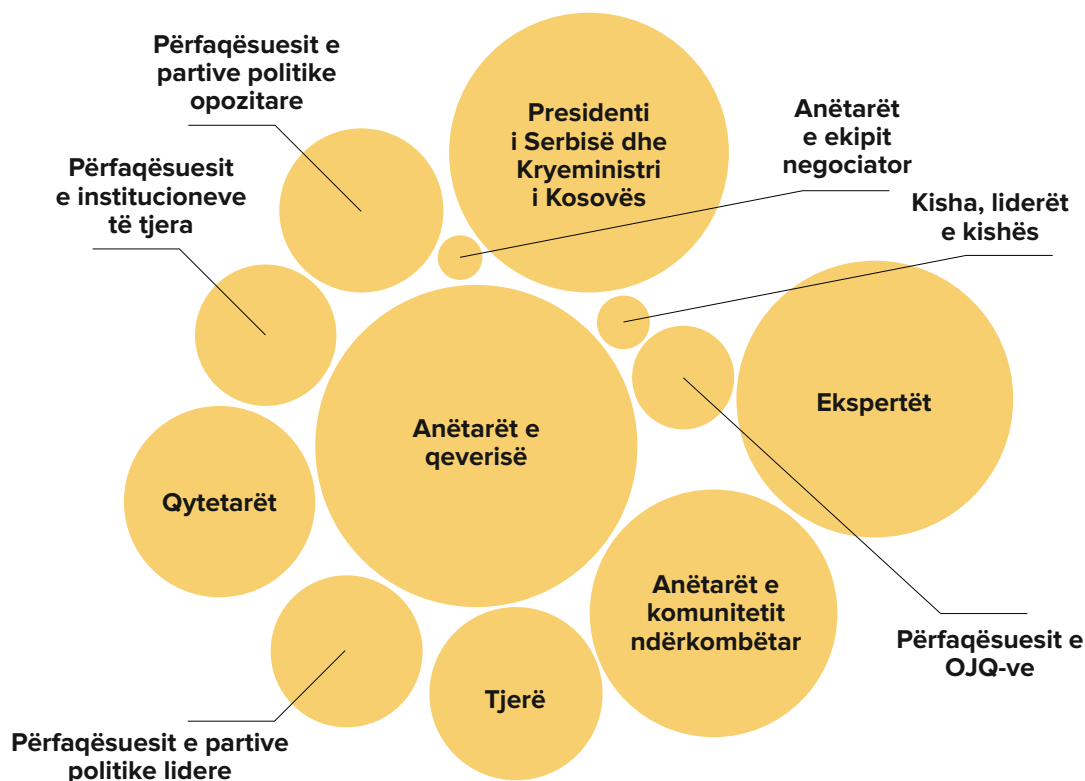 Përfaqësuesit e
partive politike
opozitare
Presidenti
i Serbisë dhe
Kryeministri
i Kosovës
Anëtarët
e ekipit
negociator
Përfaqësuesit
e institucioneve
të tjera
Kisha, liderët
e kishës
Anëtarët e
qeverisë
Ekspertët
Qytetarët
Anëtarët e
komunitetit
ndërkombëtar
Përfaqësuesit e
OJQ-ve
Tjerë
Përfaqësuesit e partive
politike lidere